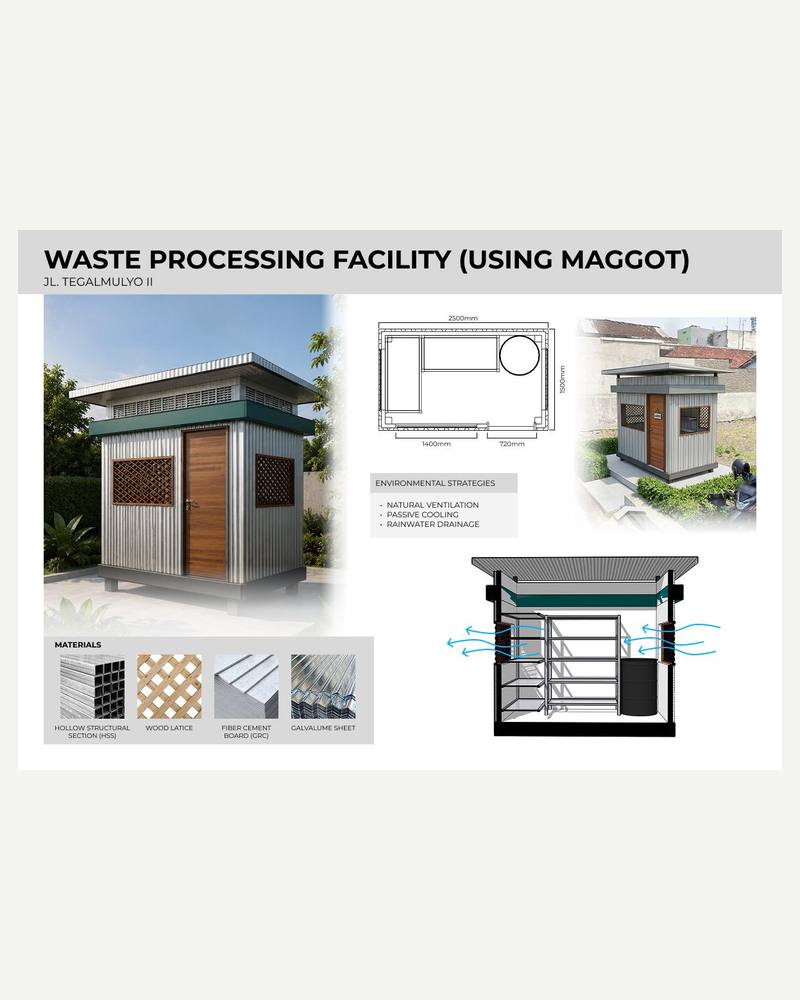 WASTE PROCESSING FACILITY (USING MAGGOT)
JL. TEGALMULYO II
2500mm
1500mm
1400mm
720mm
ENVIRONMENTAL STRATEGIES
• NATURAL VENTILATION
• PASSIVE COOLING
• RAINWATER DRAINAGE
MATERIALS
HOLLOW STRUCTURAL
SECTION (HSS)
WOOD LATICE
FIBER CEMENT
BOARD (GRC)
GALVALUME SHEET